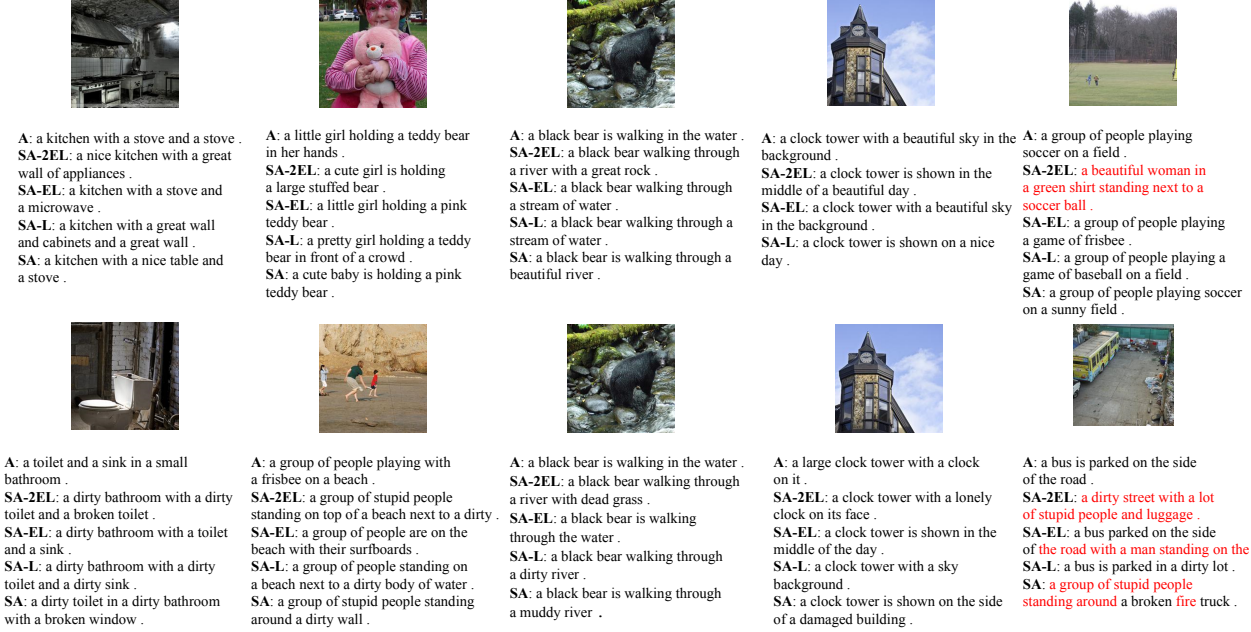 A: a kitchen with a stove and a stove .
SA-2EL: a nice kitchen with a great
wall of appliances .
SA-EL: a kitchen with a stove and
a microwave .
SA-L: a kitchen with a great wall
and cabinets and a great wall .
SA: a kitchen with a nice table and
a stove .
A: a little girl holding a teddy bear
in her hands .
SA-2EL: a cute girl is holding
a large stuffed bear .
SA-EL: a little girl holding a pink
teddy bear .
SA-L: a pretty girl holding a teddy
bear in front of a crowd .
SA: a cute baby is holding a pink
teddy bear .
A: a black bear is walking in the water .
SA-2EL: a black bear walking through
a river with a great rock .
SA-EL: a black bear walking through
a stream of water .
SA-L: a black bear walking through a
stream of water .
SA: a black bear is walking through a
beautiful river .
A: a clock tower with a beautiful sky in the
background .
SA-2EL: a clock tower is shown in the
middle of a beautiful day .
SA-EL: a clock tower with a beautiful sky
in the background .
SA-L: a clock tower is shown on a nice
day .
A: a group of people playing
soccer on a field .
SA-2EL: a beautiful woman in
a green shirt standing next to a
soccer ball .
SA-EL: a group of people playing
a game of frisbee .
SA-L: a group of people playing a
game of baseball on a field .
SA: a group of people playing soccer
on a sunny field .
A: a toilet and a sink in a small
bathroom .
SA-2EL: a dirty bathroom with a dirty
toilet and a broken toilet .
SA-EL: a dirty bathroom with a toilet
and a sink .
SA-L: a dirty bathroom with a dirty
toilet and a dirty sink .
SA: a dirty toilet in a dirty bathroom
with a broken window .
A: a group of people playing with
a frisbee on a beach .
SA-2EL: a group of stupid people
standing on top of a beach next to a dirty .
SA-EL: a group of people are on the
beach with their surfboards .
SA-L: a group of people standing on
a beach next to a dirty body of water .
SA: a group of stupid people standing
around a dirty wall .
A: a black bear is walking in the water .
SA-2EL: a black bear walking through
a river with dead grass .
SA-EL: a black bear is walking
through the water .
SA-L: a black bear walking through
a dirty river .
SA: a black bear is walking through
a muddy river .
A: a large clock tower with a clock
on it .
SA-2EL: a clock tower with a lonely
clock on its face .
SA-EL: a clock tower is shown in the
middle of the day .
SA-L: a clock tower with a sky
background .
SA: a clock tower is shown on the side
of a damaged building .
A: a bus is parked on the side
of the road .
SA-2EL: a dirty street with a lot
of stupid people and luggage .
SA-EL: a bus parked on the side
of the road with a man standing on the
SA-L: a bus is parked in a dirty lot .
SA: a group of stupid people
standing around a broken fire truck .